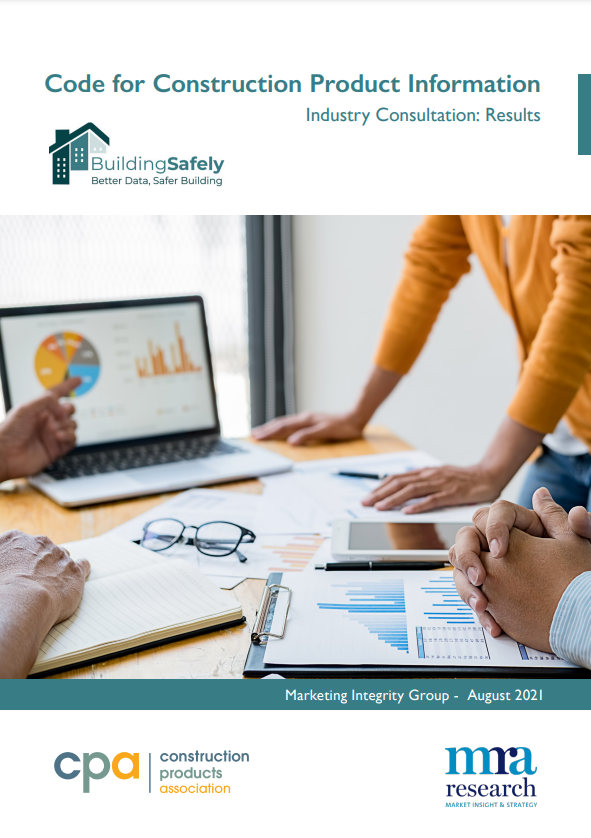 Code for Construction Product Information
Industry Consultation: Results
BuildingSafely
Better Data, Safer Building
Marketing Integrity Group - August 2021
cpa
construction
products
association
mra
research
MARKET INSIGHT & STRATEGY